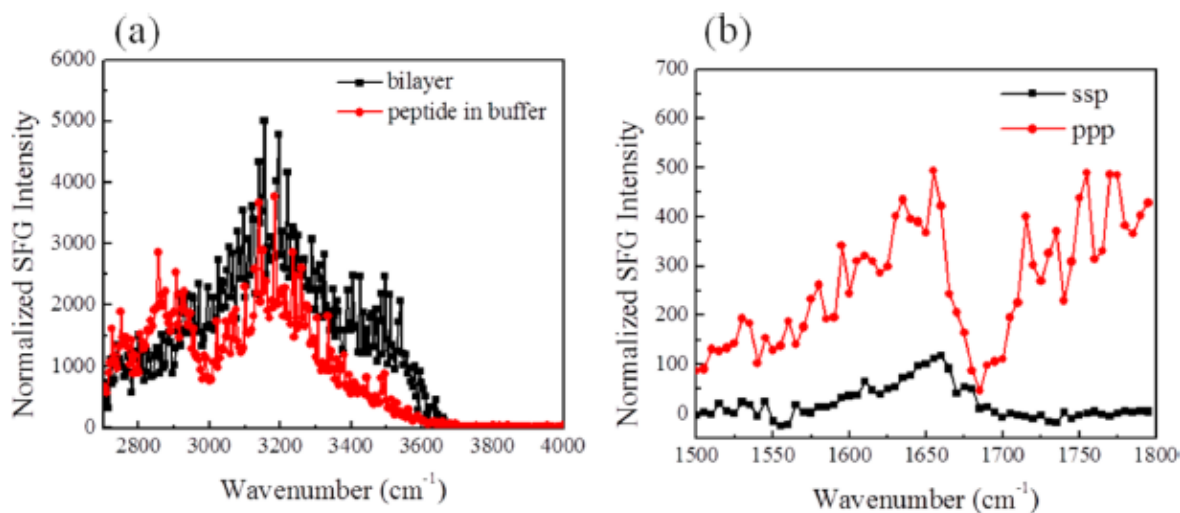 (a)
(b)
6000
5000
4000
3000
2000
1000
0
Normalized SFG Intensity
bilayer
peptide in buffer
2800 3000 3200 3400 3600 3800 4000
Wavenumber (cm⁻¹)
700
600
500
400
300
200
100
0
Normalized SFG Intensity
ssp
ppp
1500 1550 1600 1650 1700 1750 1800
Wavenumber (cm⁻¹)